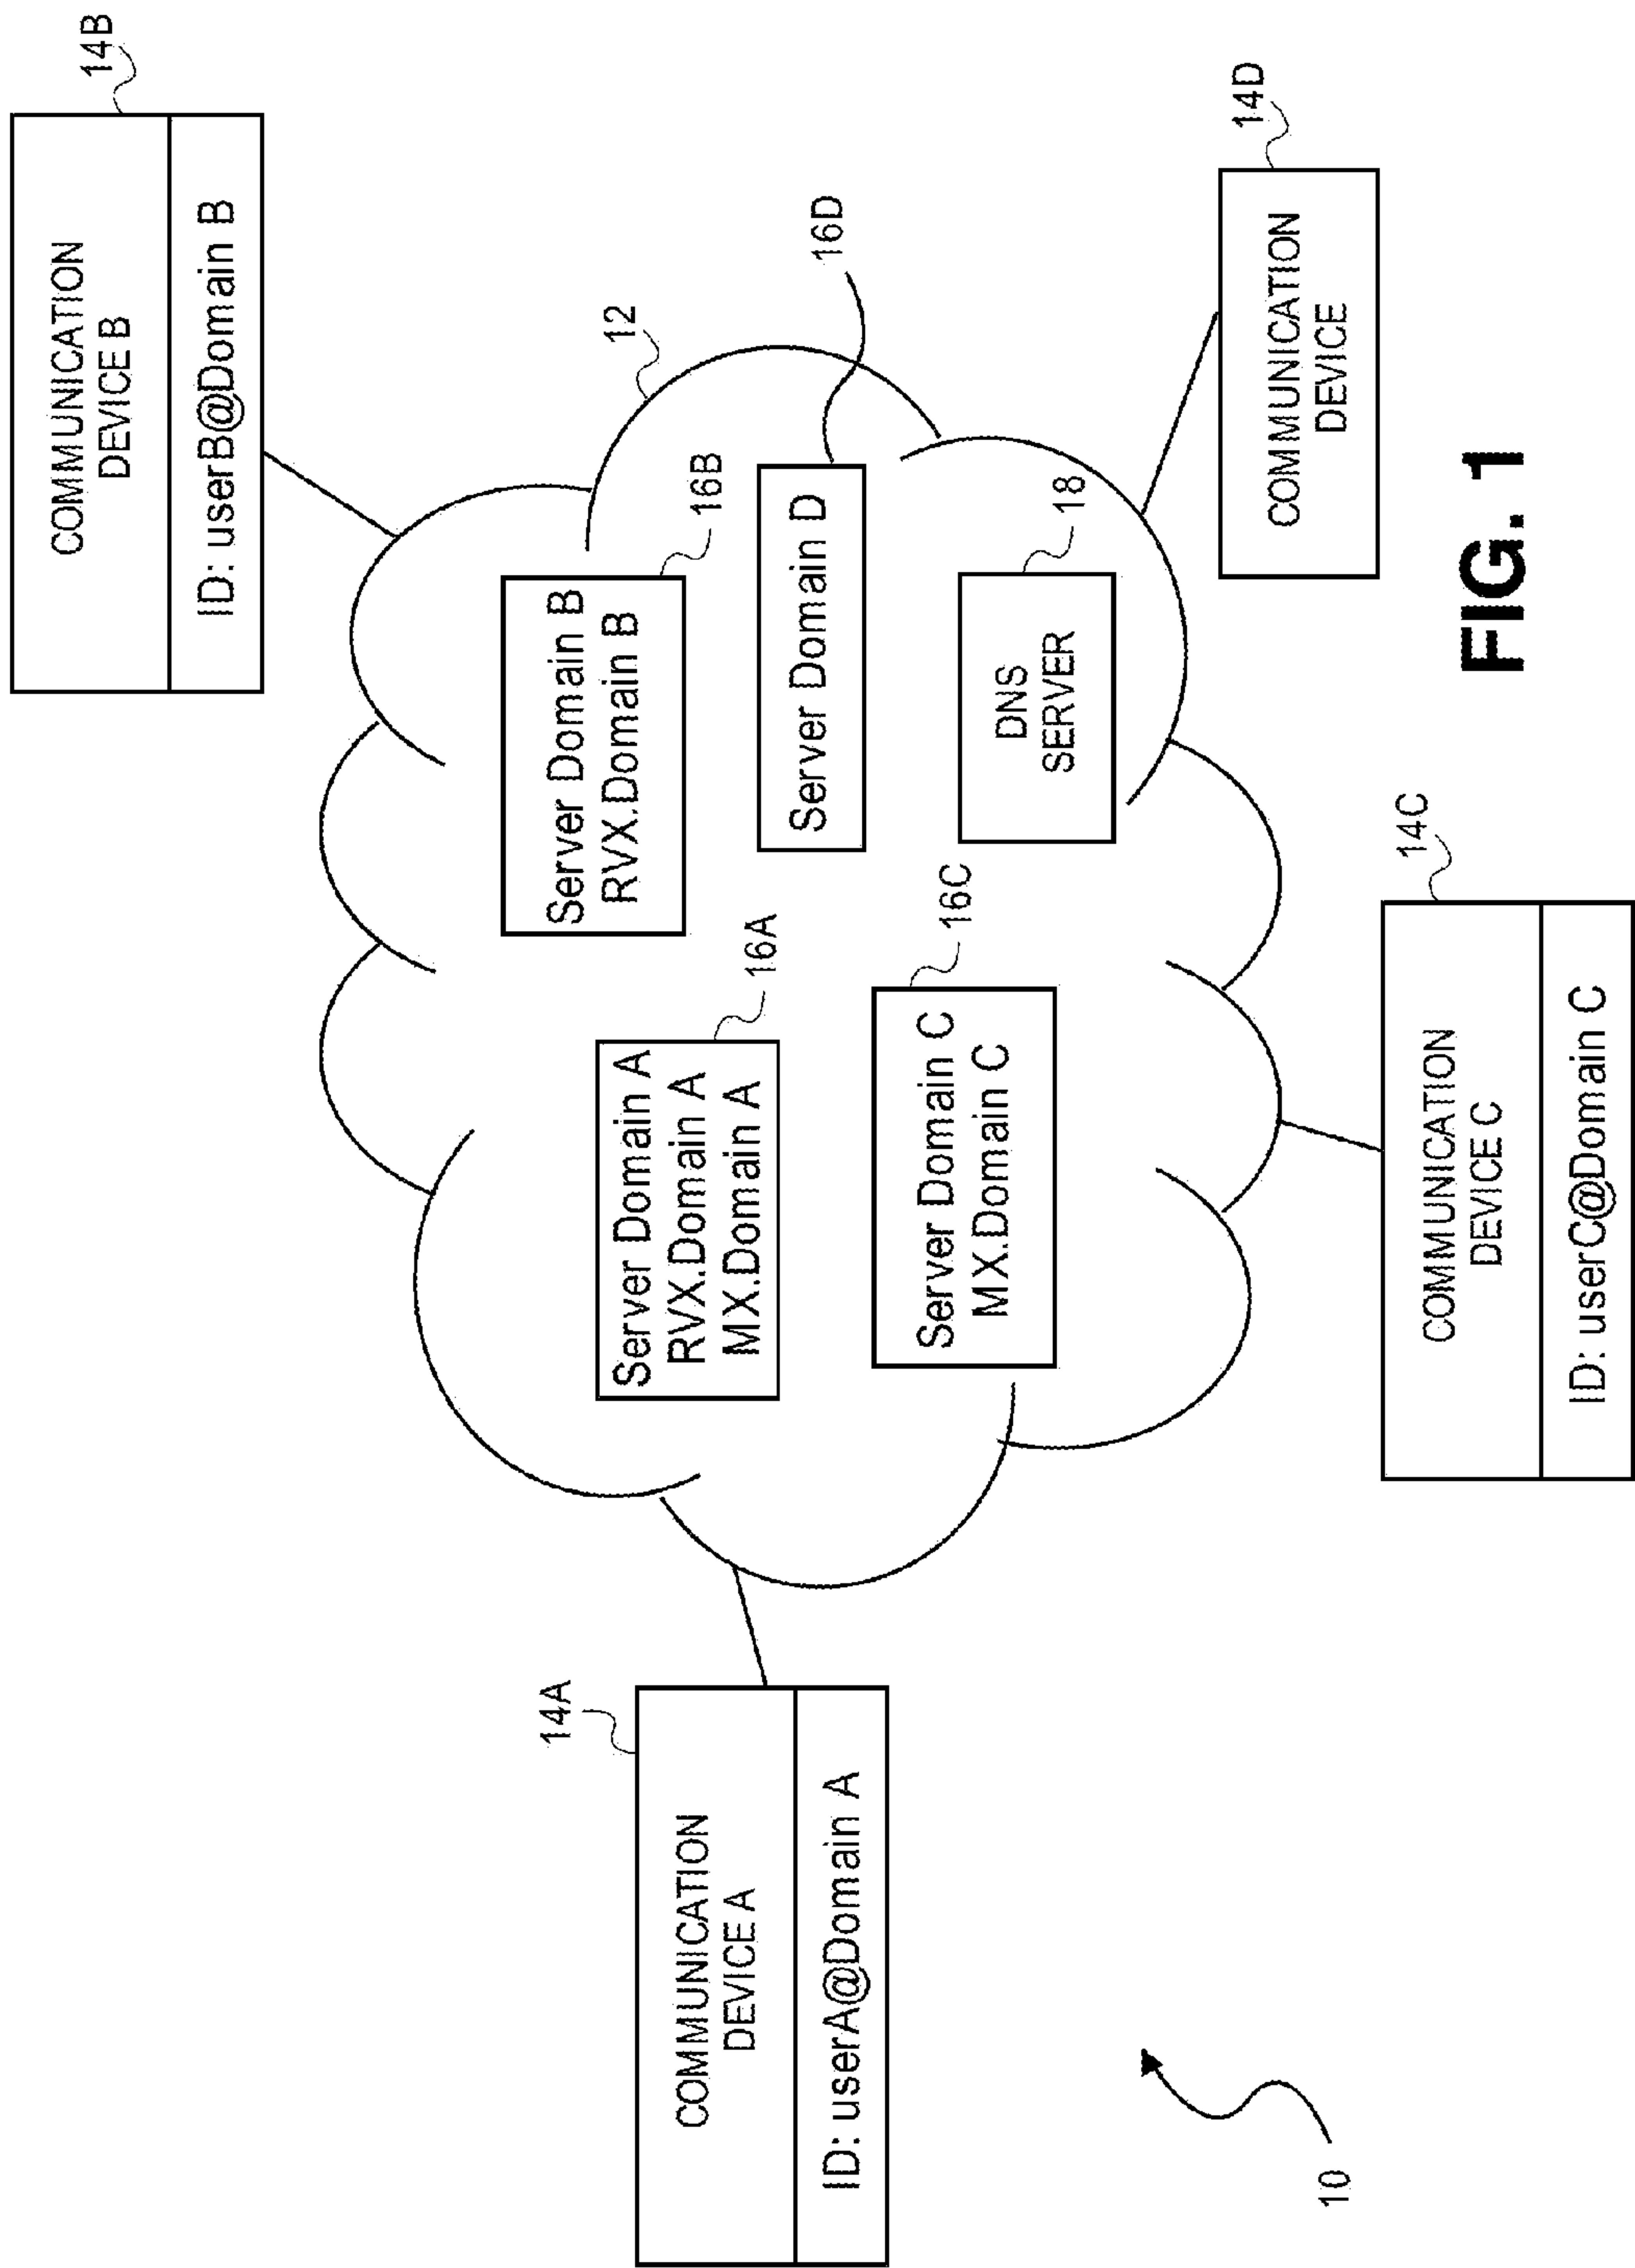 14B
COMMUNICATION
DEVICE B
ID: userB@Domain B
12
16D
14D
COMMUNICATION
DEVICE
16B
Server Domain B
RVX.Domain B
Server Domain D
18
DNS
SERVER
16A
Server Domain A
RVX.Domain A
MX.Domain A
16C
Server Domain C
MX.Domain C
14C
COMMUNICATION
DEVICE C
ID: userC@Domain C
14A
COMMUNICATION
DEVICE A
ID: userA@Domain A
10
FIG. 1